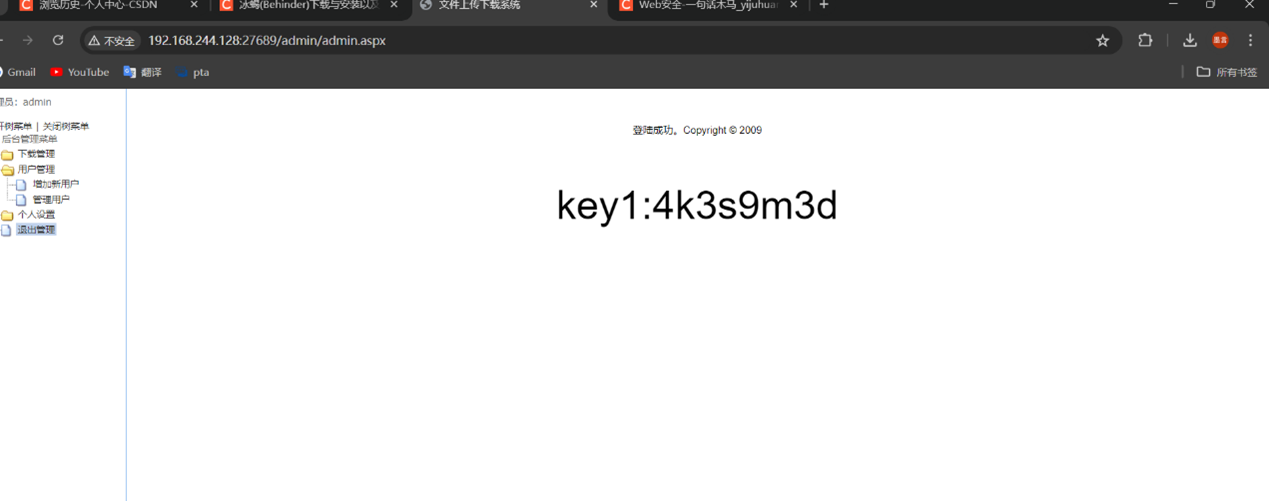 浏览历史-个人中心-CSDN
冰蝎(Behinder)下载与安装以及
文件上传下载系统
Web安全-一句话木马_yijuhuan
不安全 192.168.244.128:27689/admin/admin.aspx
Gmail YouTube 翻译 pta 所有书签
理员：admin
开树菜单 | 关闭树菜单
后台管理菜单
下载管理
用户管理
增加新用户
管理用户
个人设置
退出管理
登陆成功。Copyright © 2009
key1:4k3s9m3d